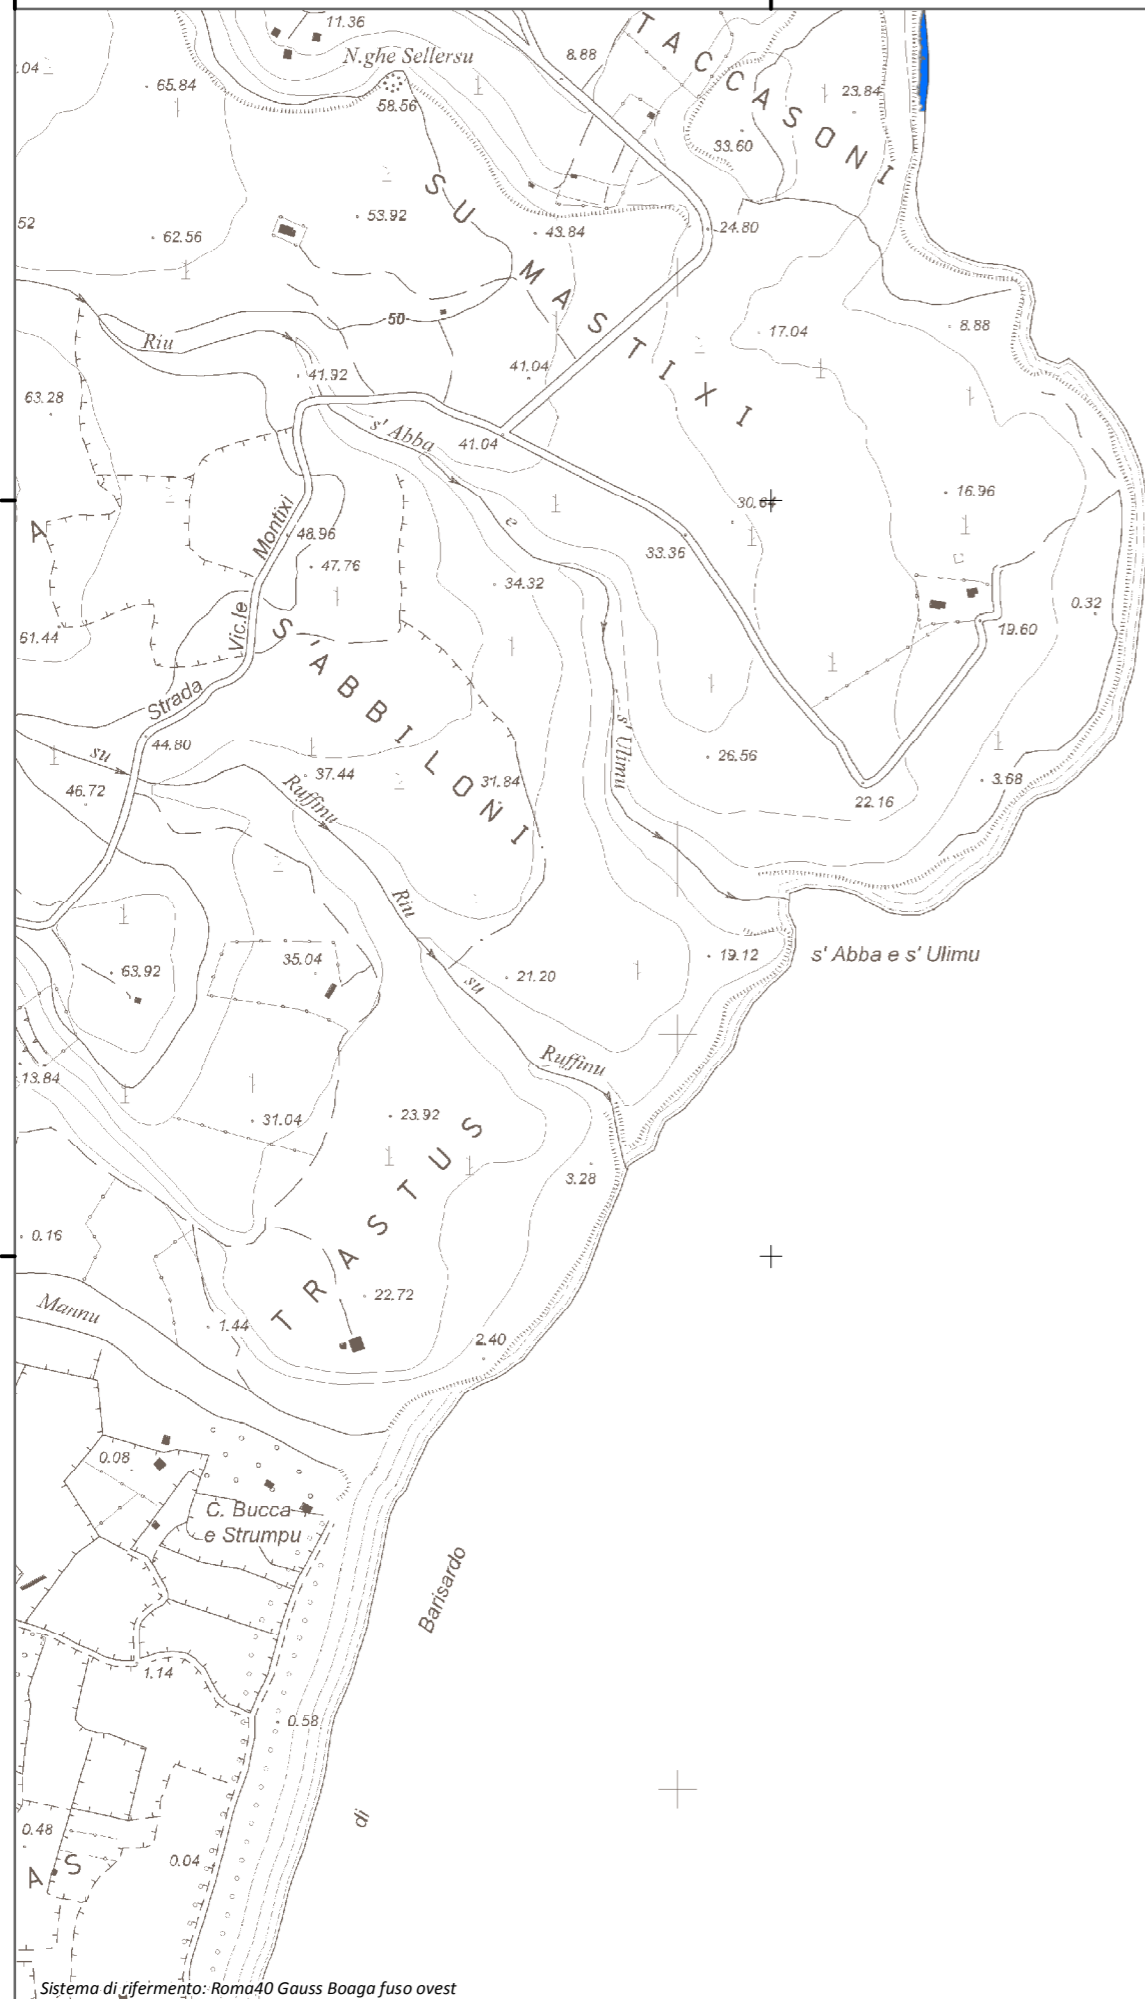 11.36
N.ghe Sellersu
8.88
TACCASONI
65.84
58.56
23.84
33.60
SU MASTIXI
52
53.92
62.56
43.84
24.80
50
17.04
8.88
Riu
41.92
41.04
63.28
s' Abba
41.04
16.96
A
Montixi
48.96
e
33.36
47.76
34.32
0.32
61.44
Vic.le
19.60
S'ABBILONI
Strada
44.80
su
s' Ulimu
26.56
37.44
31.84
3.68
46.72
Ruffinu
22.16
Riu
63.92
35.04
19.12
s' Abba e s' Ulimu
21.20
su
Ruffinu
13.84
31.04
23.92
3.28
TRASTUS
0.16
22.72
Mannu
1.44
2.40
0.08
C. Bucca
e Strumpu
Barisardo
1.14
0.58
di
0.48
0.04
A S
Sistema di rifermento: Roma40 Gauss Boaga fuso ovest